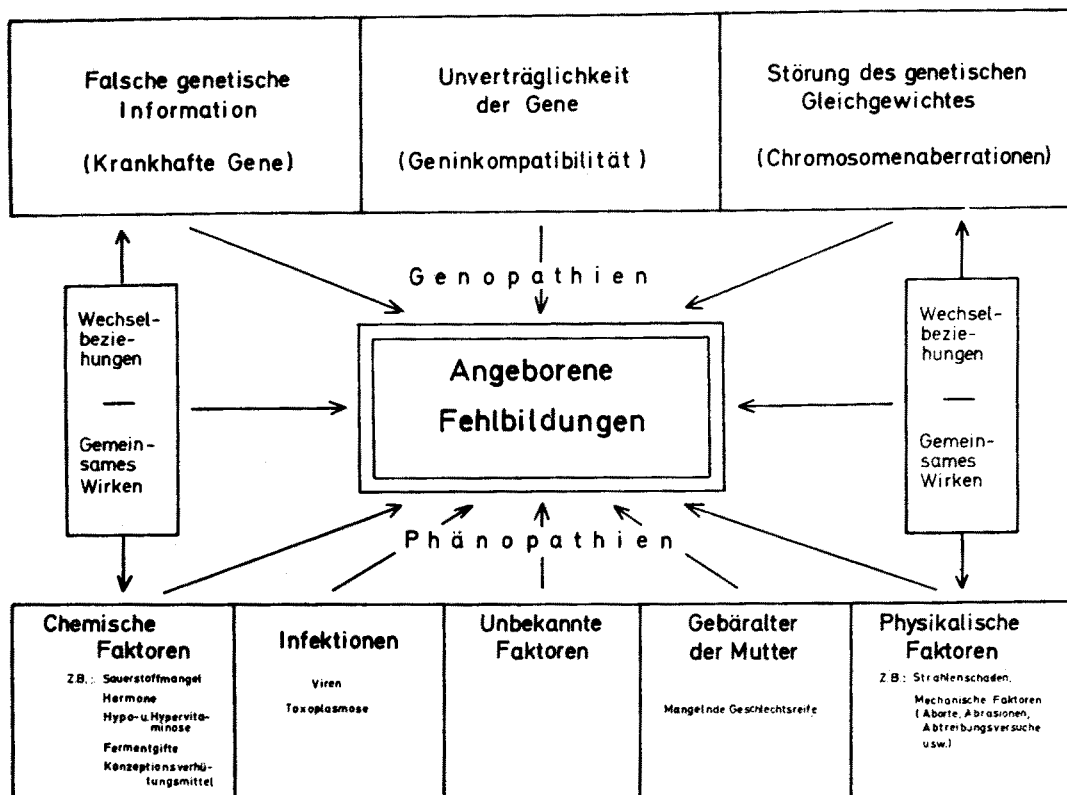 Falsche genetische
Information
(Krankhafte Gene)
Unverträglichkeit
der Gene
(Geninkompatibilität)
Störung des genetischen
Gleichgewichtes
(Chromosomenaberrationen)
Genopathien
Wechsel-
bezie-
hungen
—
Gemein-
sames
Wirken
Angeborene
Fehlbildungen
Wechsel-
bezie-
hungen
—
Gemein-
sames
Wirken
Phänopathien
Chemische
Faktoren
Z.B.: Sauerstoffmangel
Hormone
Hypo-u. Hypervita-
minose
Fermentgifte
Konzeptionsverhü-
tungsmittel
Infektionen
Viren
Toxoplasmose
Unbekannte
Faktoren
Gebäralter
der Mutter
Mangelnde Geschlechtsreife
Physikalische
Faktoren
Z.B.: Strahlenschäden,
Mechanische Faktoren
(Aborte, Abrasionen,
Abtreibungsversuche
usw.)